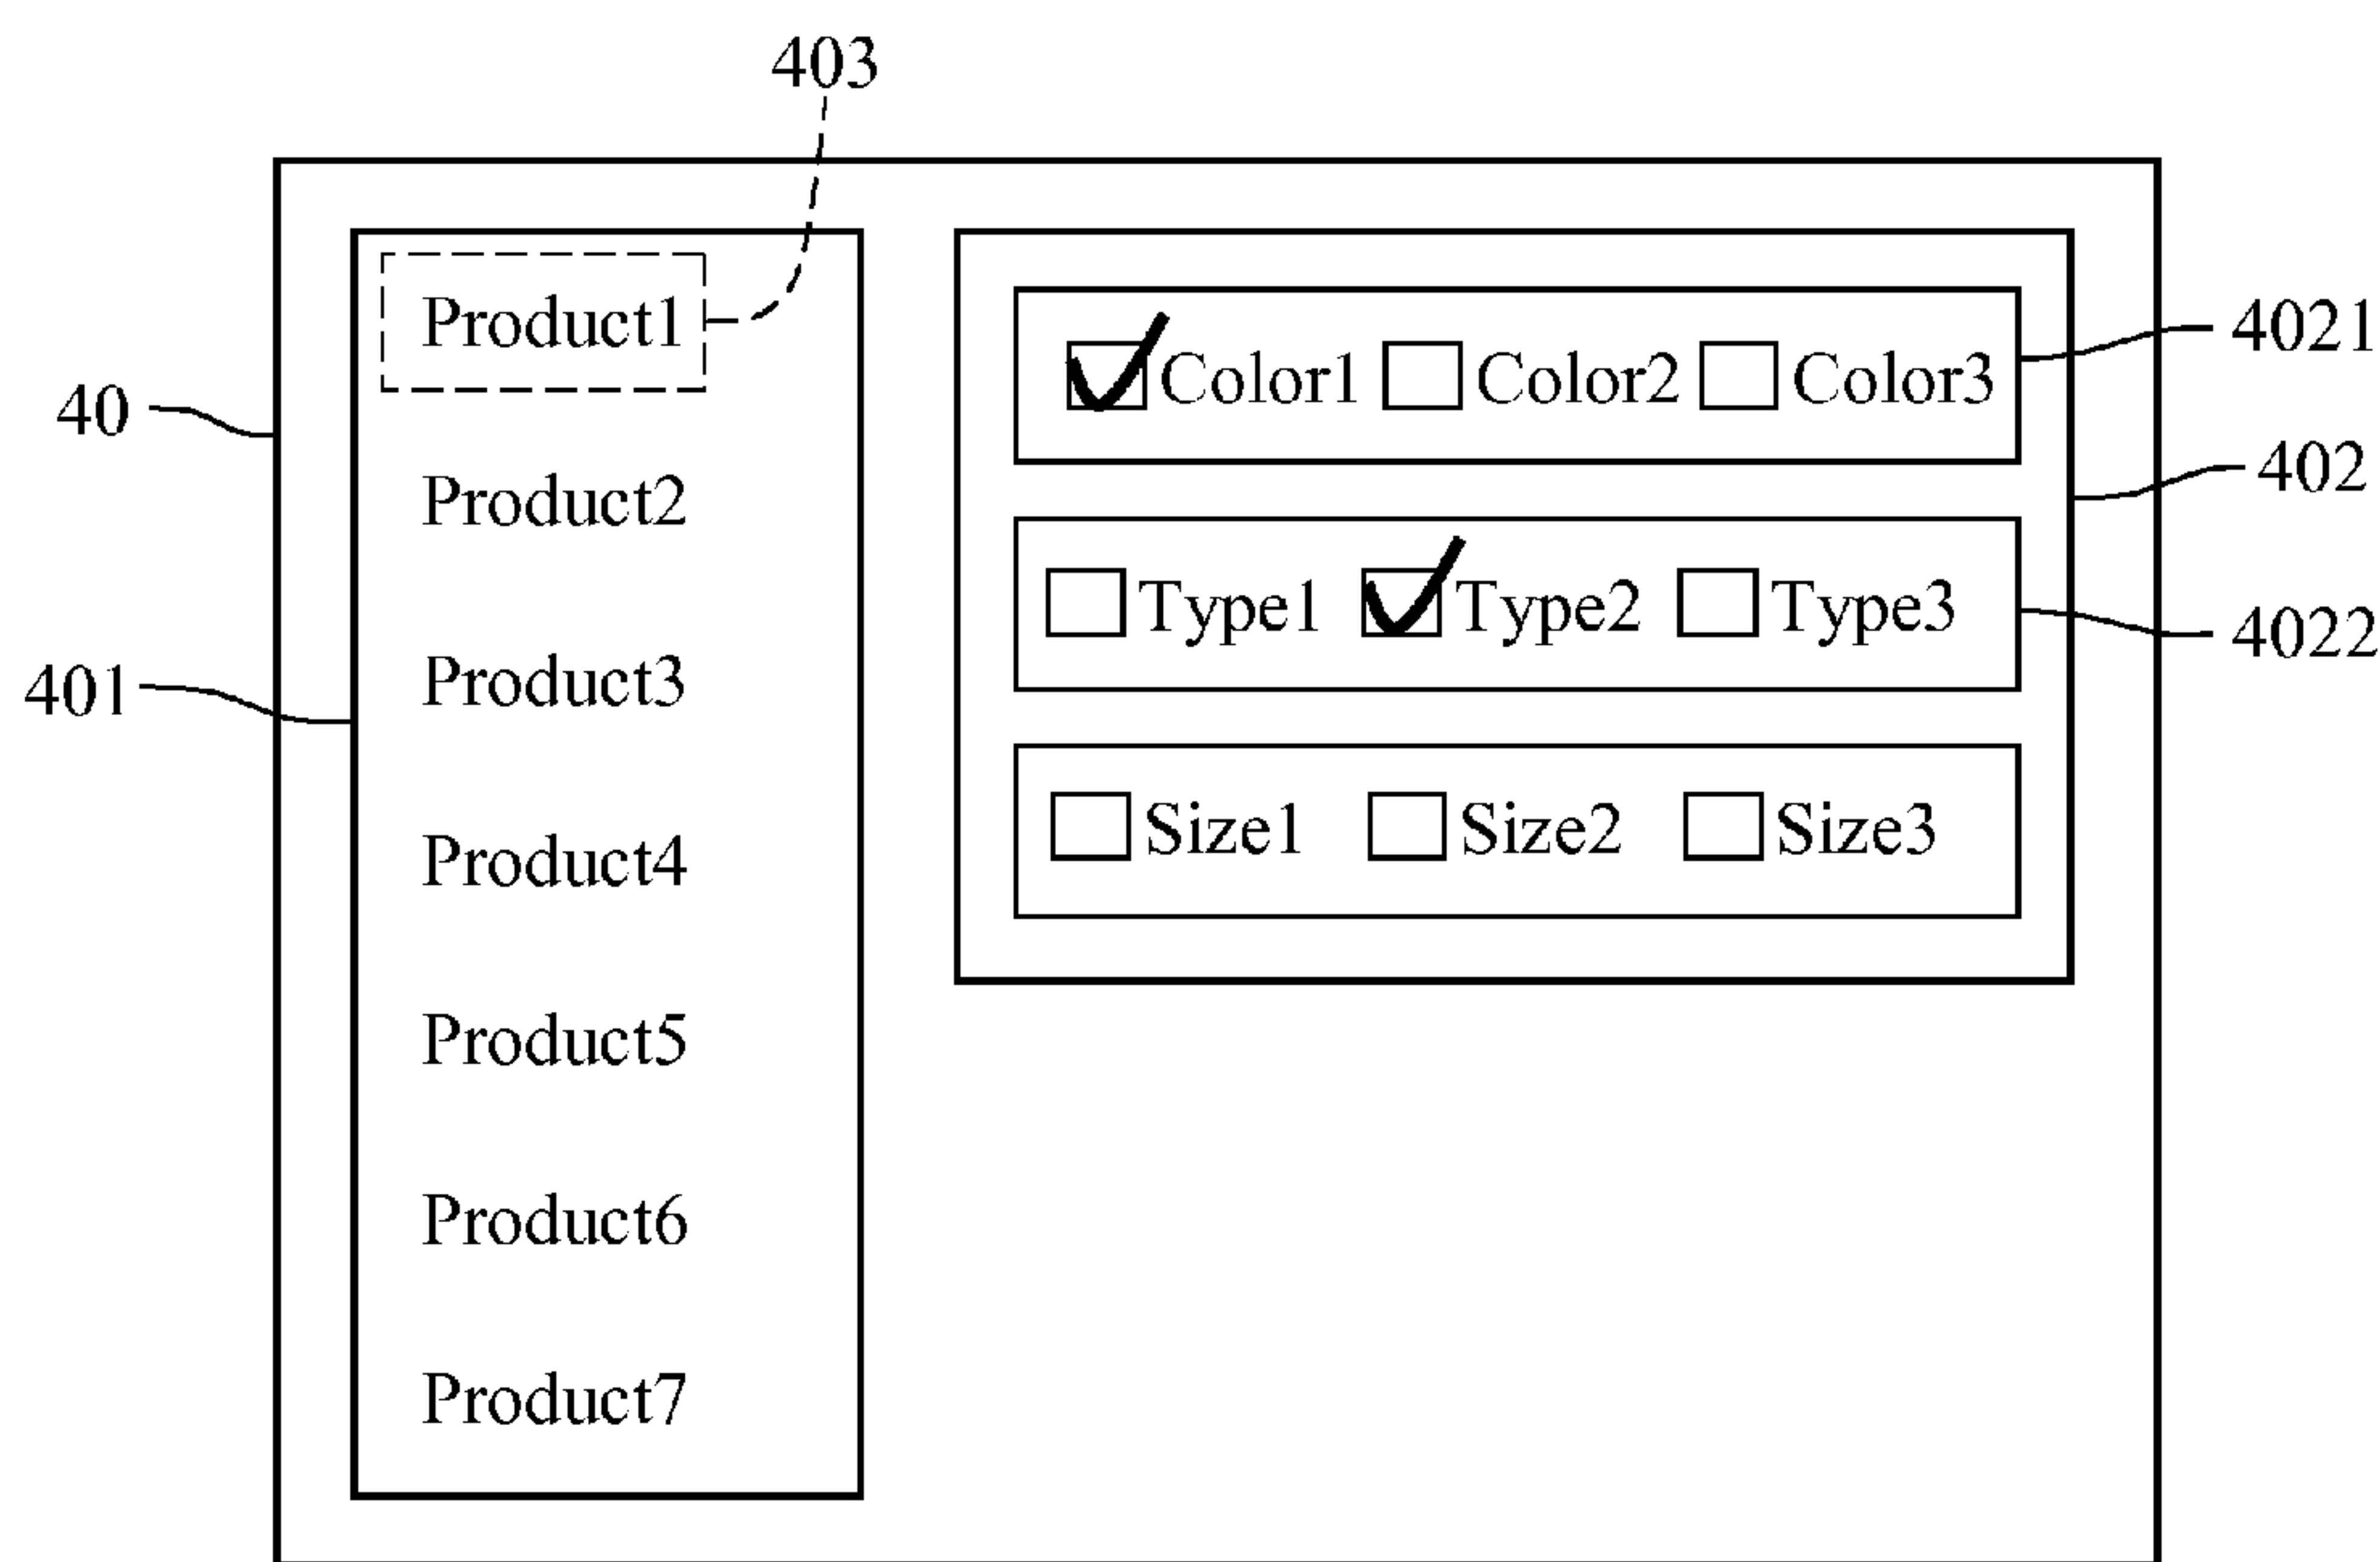 403
Product1
Product2
Product3
Product4
Product5
Product6
Product7
40
401
Color1 Color2 Color3
Type1 Type2 Type3
Size1 Size2 Size3
4021
402
4022